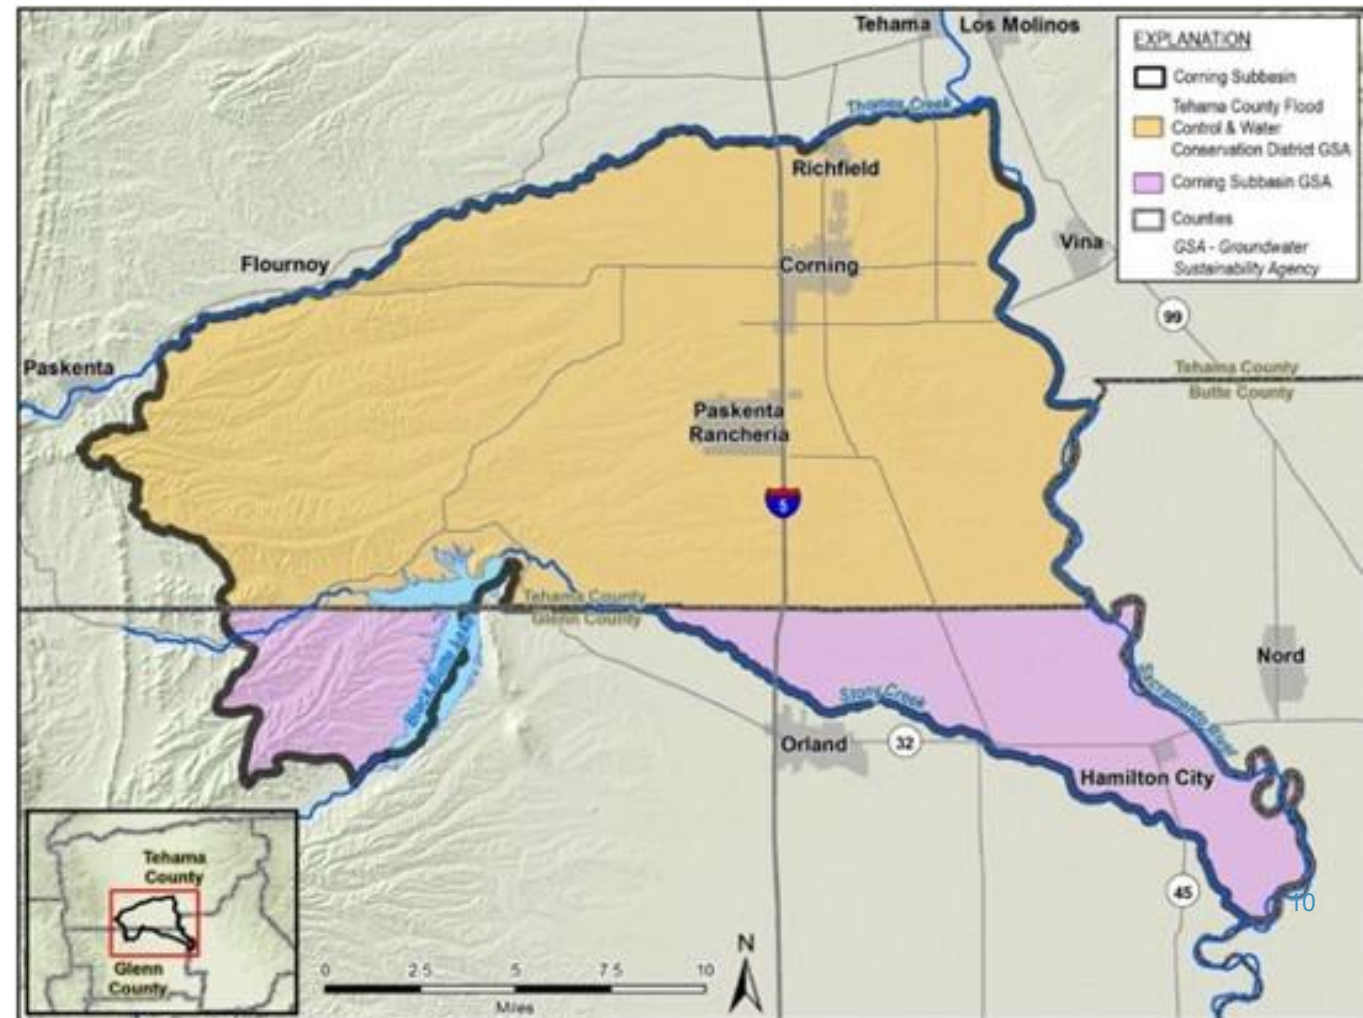 Tehama Los Molinos
EXPLANATION
Corning Subbasin
Tehama County Flood
Control & Water
Conservation District GSA
Corning Subbasin GSA
Counties
GSA - Groundwater
Sustainability Agency
Thomes Creek
Richfield
Vina
Flournoy
Corning
99
Paskenta
Tehama County
Butte County
Paskenta
Rancheria
5
Tehama County
Glenn County
Black Butte Lake
Nord
Sacramento River
Stony Creek
Orland
32
Hamilton City
45
10
Tehama
County
Glenn
County
N
0 2.5 5 7.5 10
Miles